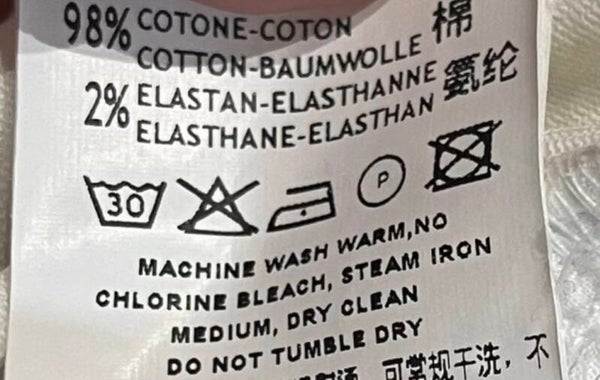 98% COTONE-COTON 棉
COTTON-BAUMWOLLE
2% ELASTAN-ELASTHANNE 氨纶
ELASTHANE-ELASTHAN
30 P
MACHINE WASH WARM,NO
CHLORINE BLEACH, STEAM IRON
MEDIUM, DRY CLEAN
DO NOT TUMBLE DRY
可常规干洗，不